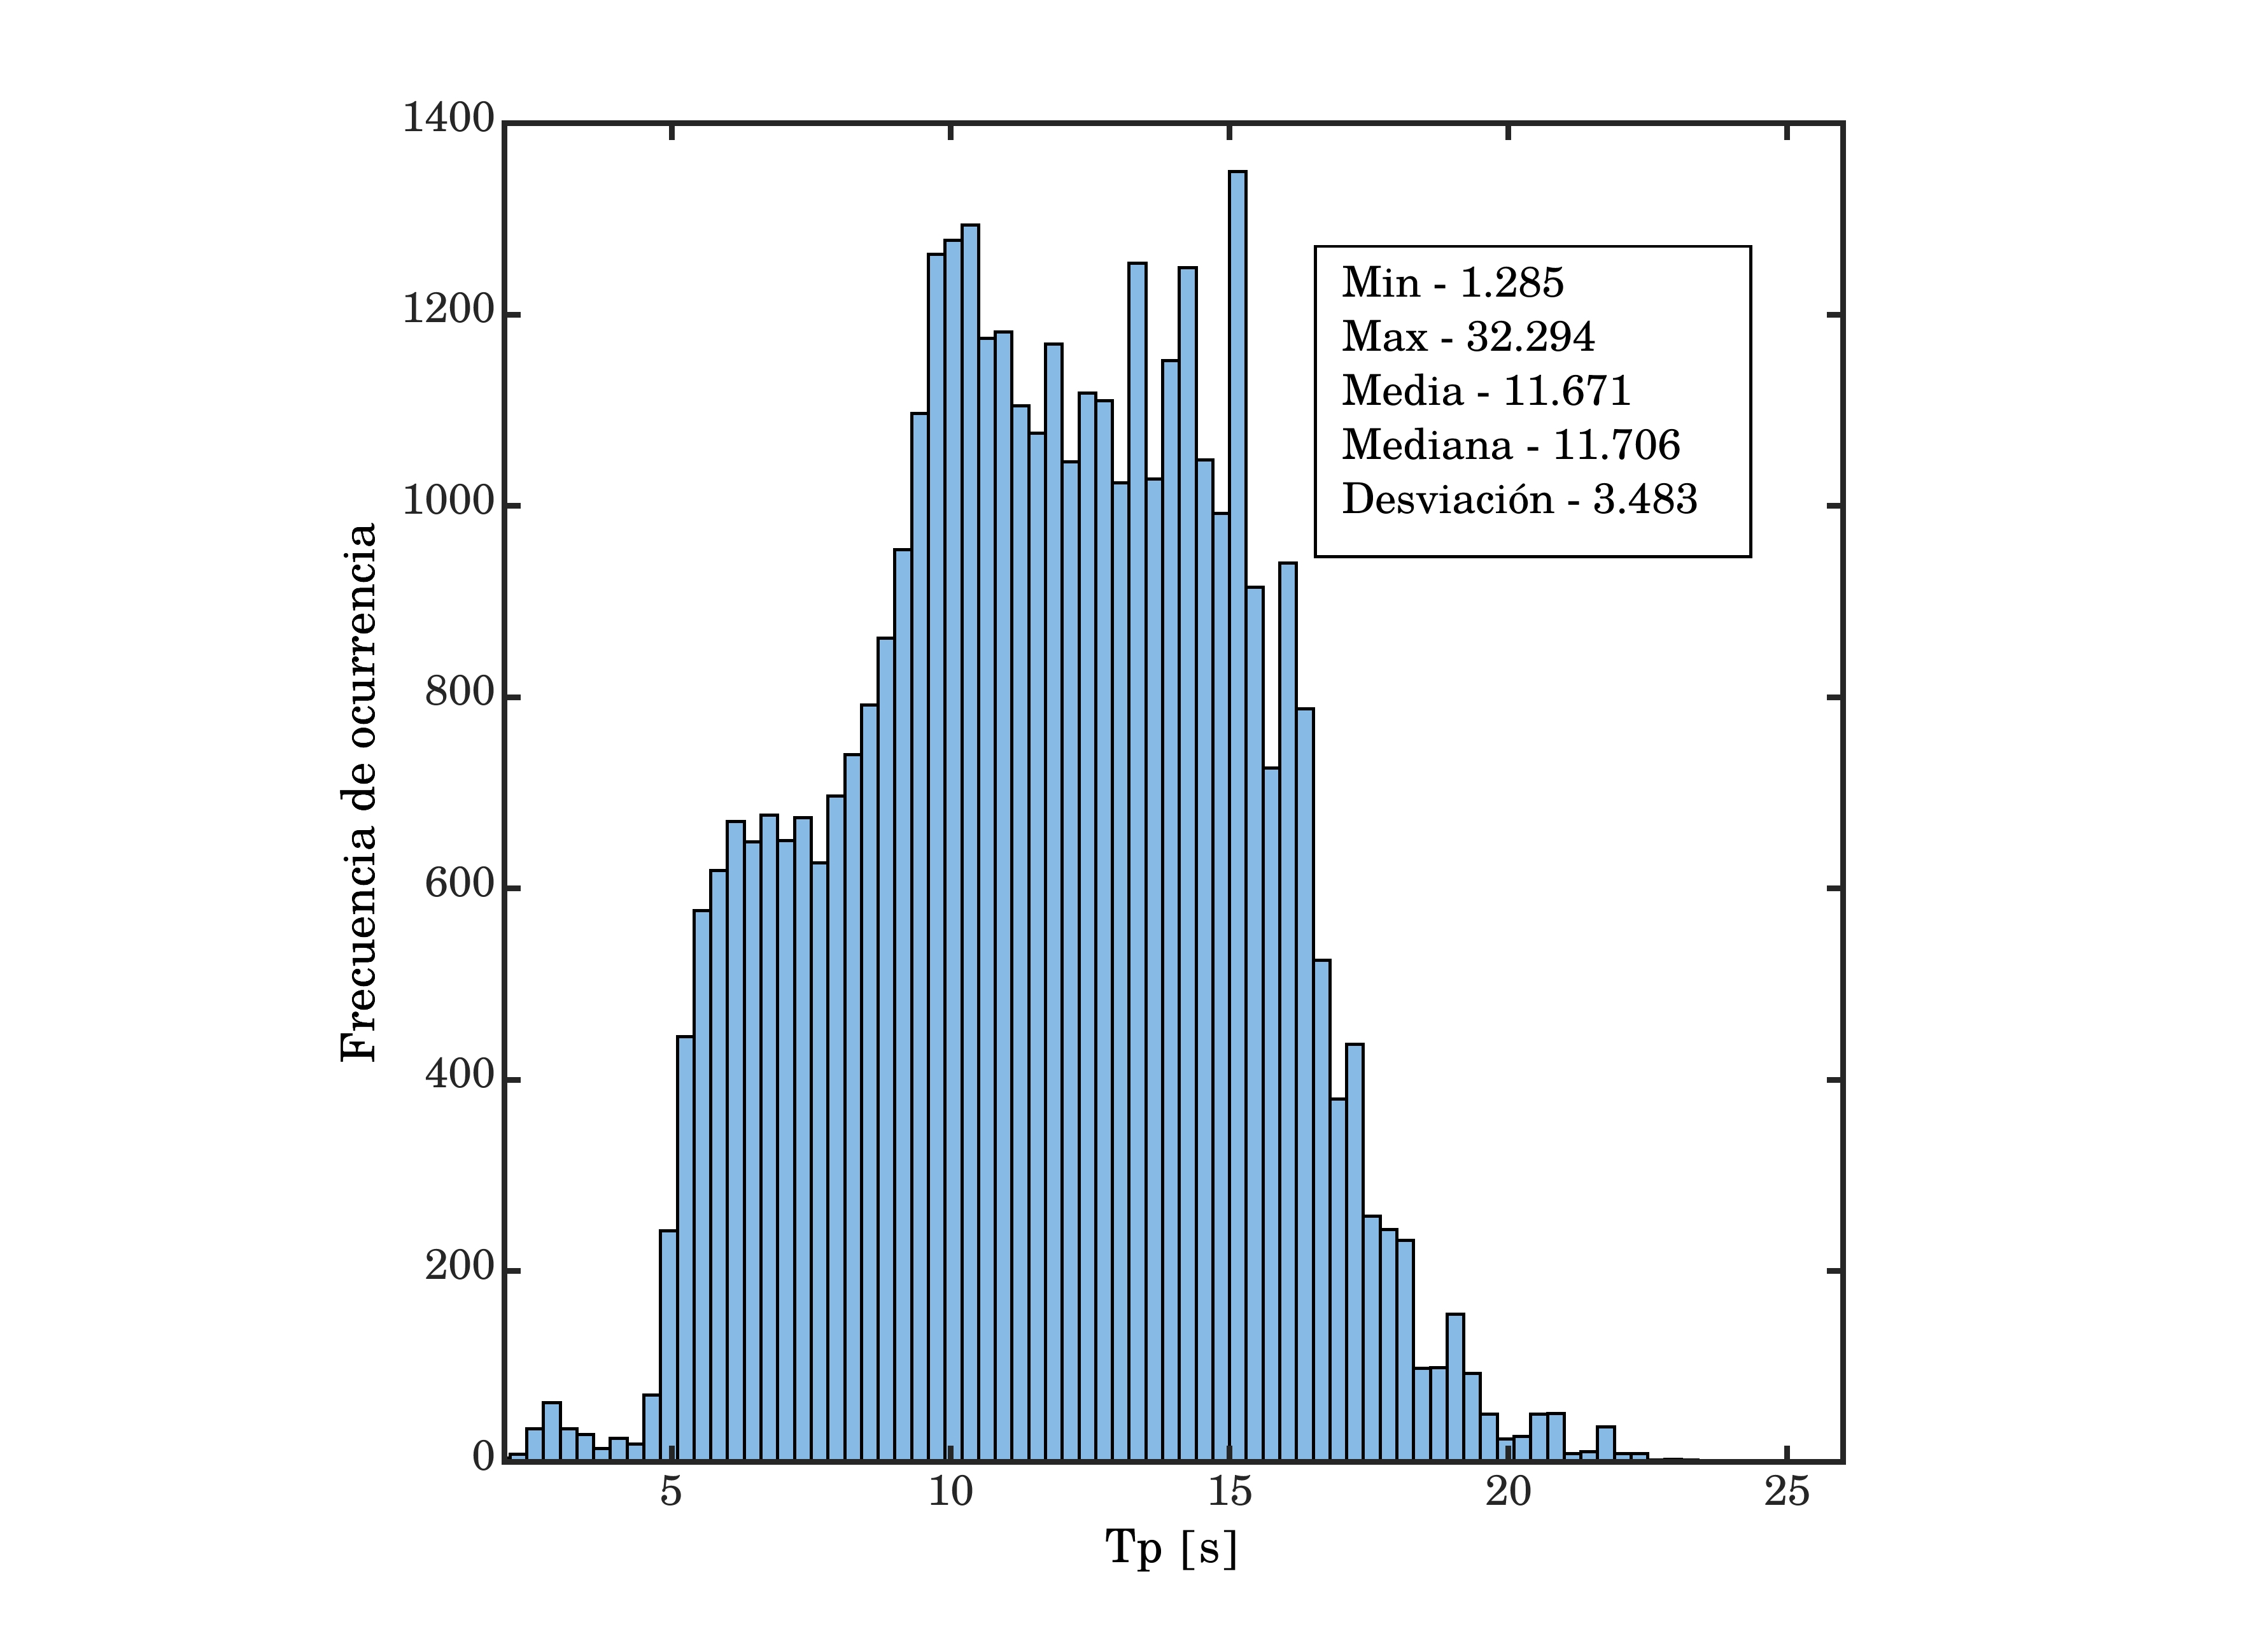 1400
1200
1000
800
600
400
200
0
Frecuencia de ocurrencia
Min - 1.285
Max - 32.294
Media - 11.671
Mediana - 11.706
Desviación - 3.483
5 10 15 20 25
Tp [s]